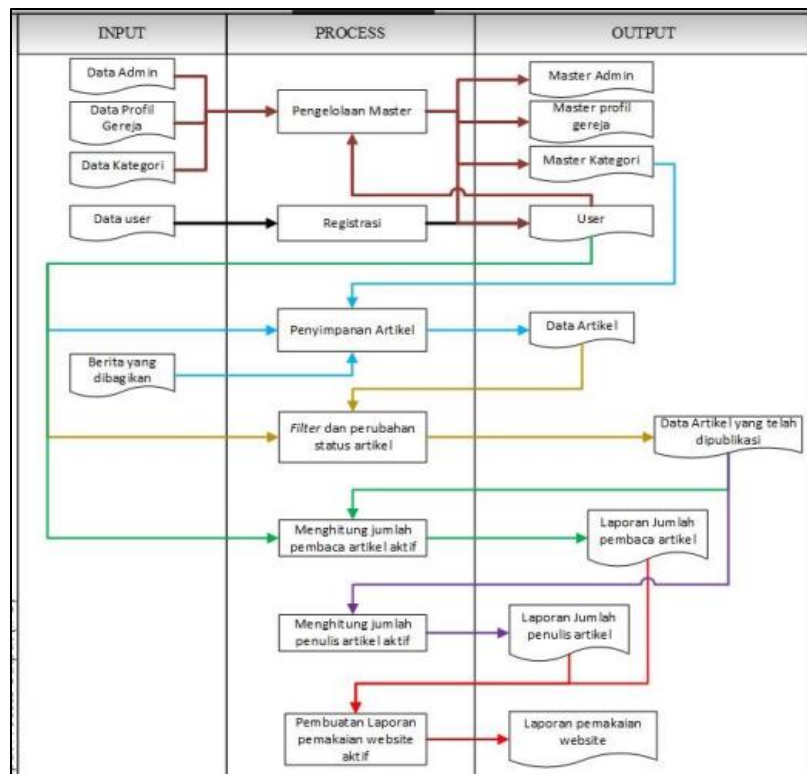 INPUT
PROCESS
OUTPUT
Data Admin
Data Profil
Gereja
Data Kategori
Pengelolaan Master
Master Admin
Master profil
gereja
Master Kategori
Data user
Registrasi
User
Penyimpanan Artikel
Data Artikel
Berita yang
dibagikan
Filter dan perubahan
status artikel
Data Artikel yang telah
dipublikasi
Menghitung jumlah
pembaca artikel aktif
Laporan Jumlah
pembaca artikel
Menghitung jumlah
penulis artikel aktif
Laporan Jumlah
penulis artikel
Pembuatan Laporan
pemakaian website
aktif
Laporan pemakaian
website